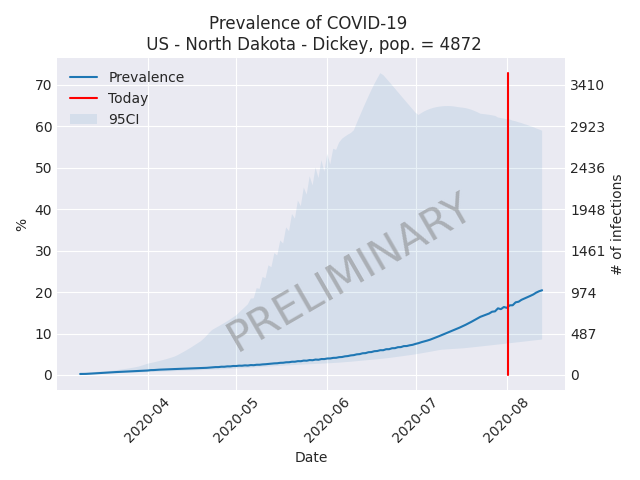 Prevalence of COVID-19
US - North Dakota - Dickey, pop. = 4872
Prevalence
Today
95CI
70
60
50
40
30
20
10
0
%
3410
2923
2436
1948
1461
974
487
0
# of infections
PRELIMINARY
2020-04
2020-05
2020-06
2020-07
2020-08
Date